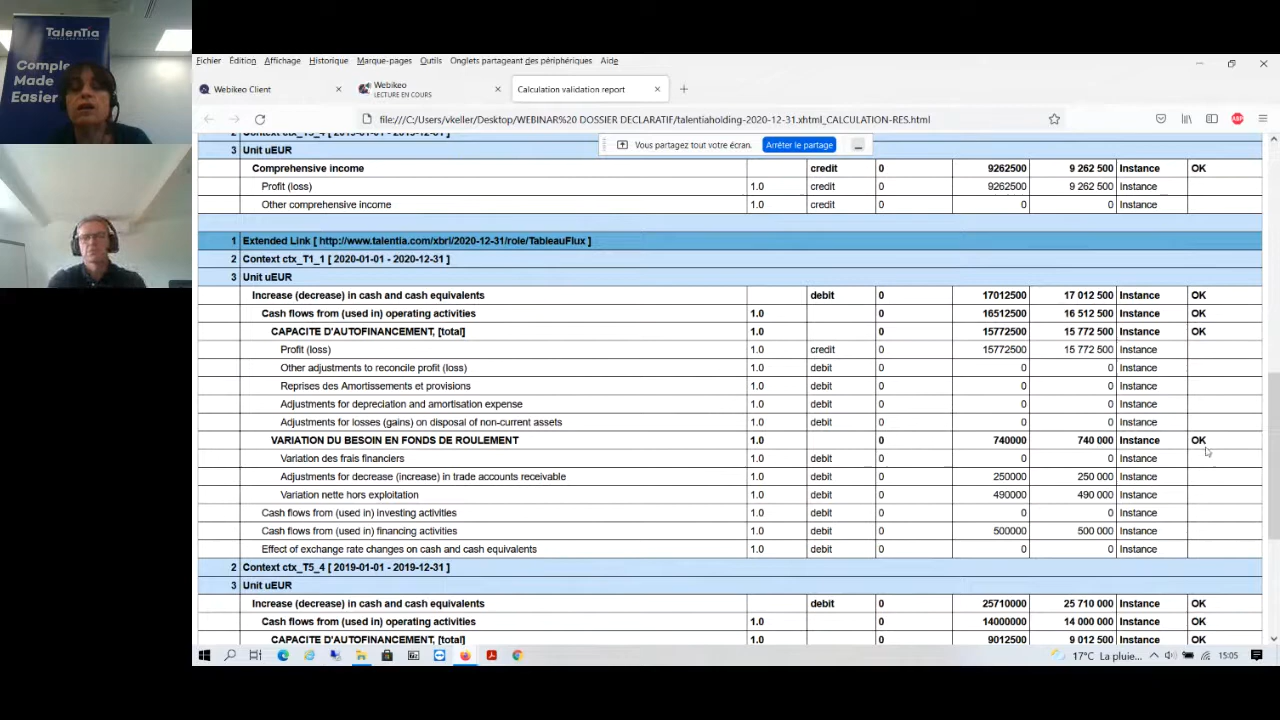 TaLenTia
Comple
Made
Easier
Fichier Édition Affichage Historique Marque-pages Outils Onglets partageant des périphériques Aide
Webikeo Client
Webikeo
LECTURE EN COURS
Calculation validation report
file:///C:/Users/vkeller/Desktop/WEBINAR%20 DOSSIER DECLARATIF/talentiaholding-2020-12-31.xhtml_CALCULATION-RES.html
ABP
Vous partagez tout votre écran. Arrêter le partage
3 Unit uEUR
Comprehensive income credit 0 9262500 9 262 500 Instance OK
Profit (loss) 1.0 credit 0 9262500 9 262 500 Instance
Other comprehensive income 1.0 credit 0 0 0 Instance
1 Extended Link [ http://www.talentia.com/xbrl/2020-12-31/role/TableauFlux ]
2 Context ctx_T1_1 [ 2020-01-01 - 2020-12-31 ]
3 Unit uEUR
Increase (decrease) in cash and cash equivalents debit 0 17012500 17 012 500 Instance OK
Cash flows from (used in) operating activities 1.0 0 16512500 16 512 500 Instance OK
CAPACITE D'AUTOFINANCEMENT, [total] 1.0 0 15772500 15 772 500 Instance OK
Profit (loss) 1.0 credit 0 15772500 15 772 500 Instance
Other adjustments to reconcile profit (loss) 1.0 debit 0 0 0 Instance
Reprises des Amortissements et provisions 1.0 debit 0 0 0 Instance
Adjustments for depreciation and amortisation expense 1.0 debit 0 0 0 Instance
Adjustments for losses (gains) on disposal of non-current assets 1.0 debit 0 0 0 Instance
VARIATION DU BESOIN EN FONDS DE ROULEMENT 1.0 0 740000 740 000 Instance OK
Variation des frais financiers 1.0 debit 0 0 0 Instance
Adjustments for decrease (increase) in trade accounts receivable 1.0 debit 0 250000 250 000 Instance
Variation nette hors exploitation 1.0 debit 0 490000 490 000 Instance
Cash flows from (used in) investing activities 1.0 debit 0 0 0 Instance
Cash flows from (used in) financing activities 1.0 debit 0 500000 500 000 Instance
Effect of exchange rate changes on cash and cash equivalents 1.0 debit 0 0 0 Instance
2 Context ctx_T5_4 [ 2019-01-01 - 2019-12-31 ]
3 Unit uEUR
Increase (decrease) in cash and cash equivalents debit 0 25710000 25 710 000 Instance OK
Cash flows from (used in) operating activities 1.0 0 14000000 14 000 000 Instance OK
CAPACITE D'AUTOFINANCEMENT, [total] 1.0 0 9012500 9 012 500 Instance OK
17°C La pluie... 15:05